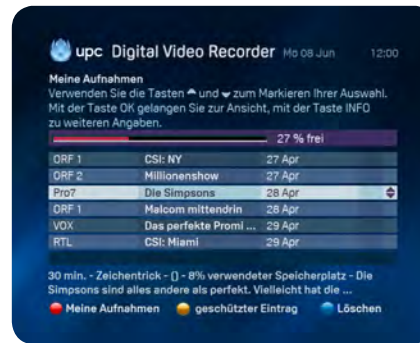 upc Digital Video Recorder Mo 08 Jun 12:00
Meine Aufnahmen
Verwenden Sie die Tasten und zum Markieren Ihrer Auswahl.
Mit der Taste OK gelangen Sie zur Ansicht, mit der Taste INFO
zu weiteren Angaben.
27 % frei
ORF 1 CSI: NY 27 Apr
ORF 2 Millionenshow 27 Apr
Pro7 Die Simpsons 28 Apr
ORF 1 Malcom mittendrin 28 Apr
VOX Das perfekte Promi ... 29 Apr
RTL CSI: Miami 29 Apr
30 min. - Zeichentrick - () - 8% verwendeter Speicherplatz - Die
Simpsons sind alles andere als perfekt. Vielleicht hat die ...
Meine Aufnahmen geschützter Eintrag Löschen